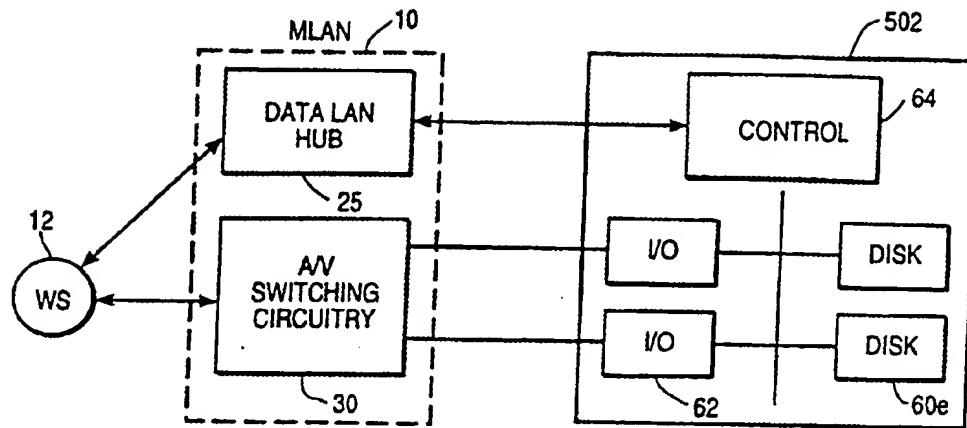 MLAN
10
502
DATA LAN
HUB
25
CONTROL
64
12
WS
A/V
SWITCHING
CIRCUITRY
30
I/O
DISK
I/O
62
DISK
60e